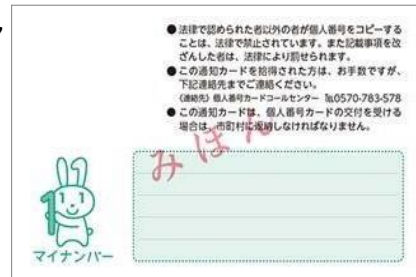 ● 法律で認められた者以外の者が個人番号をコピーする
ことは、法律で禁止されています。また記載事項を改
ざんした者は、法律により罰せられます。
● この通知カードを拾得された方は、お手数ですが、
下記連絡先までご連絡ください。
(連絡先) 個人番号カードコールセンター ℡0570-783-578
● この通知カードは、個人番号カードの交付を受ける
場合は、市町村に返納しなければなりません。
みほん
1
マイナンバー